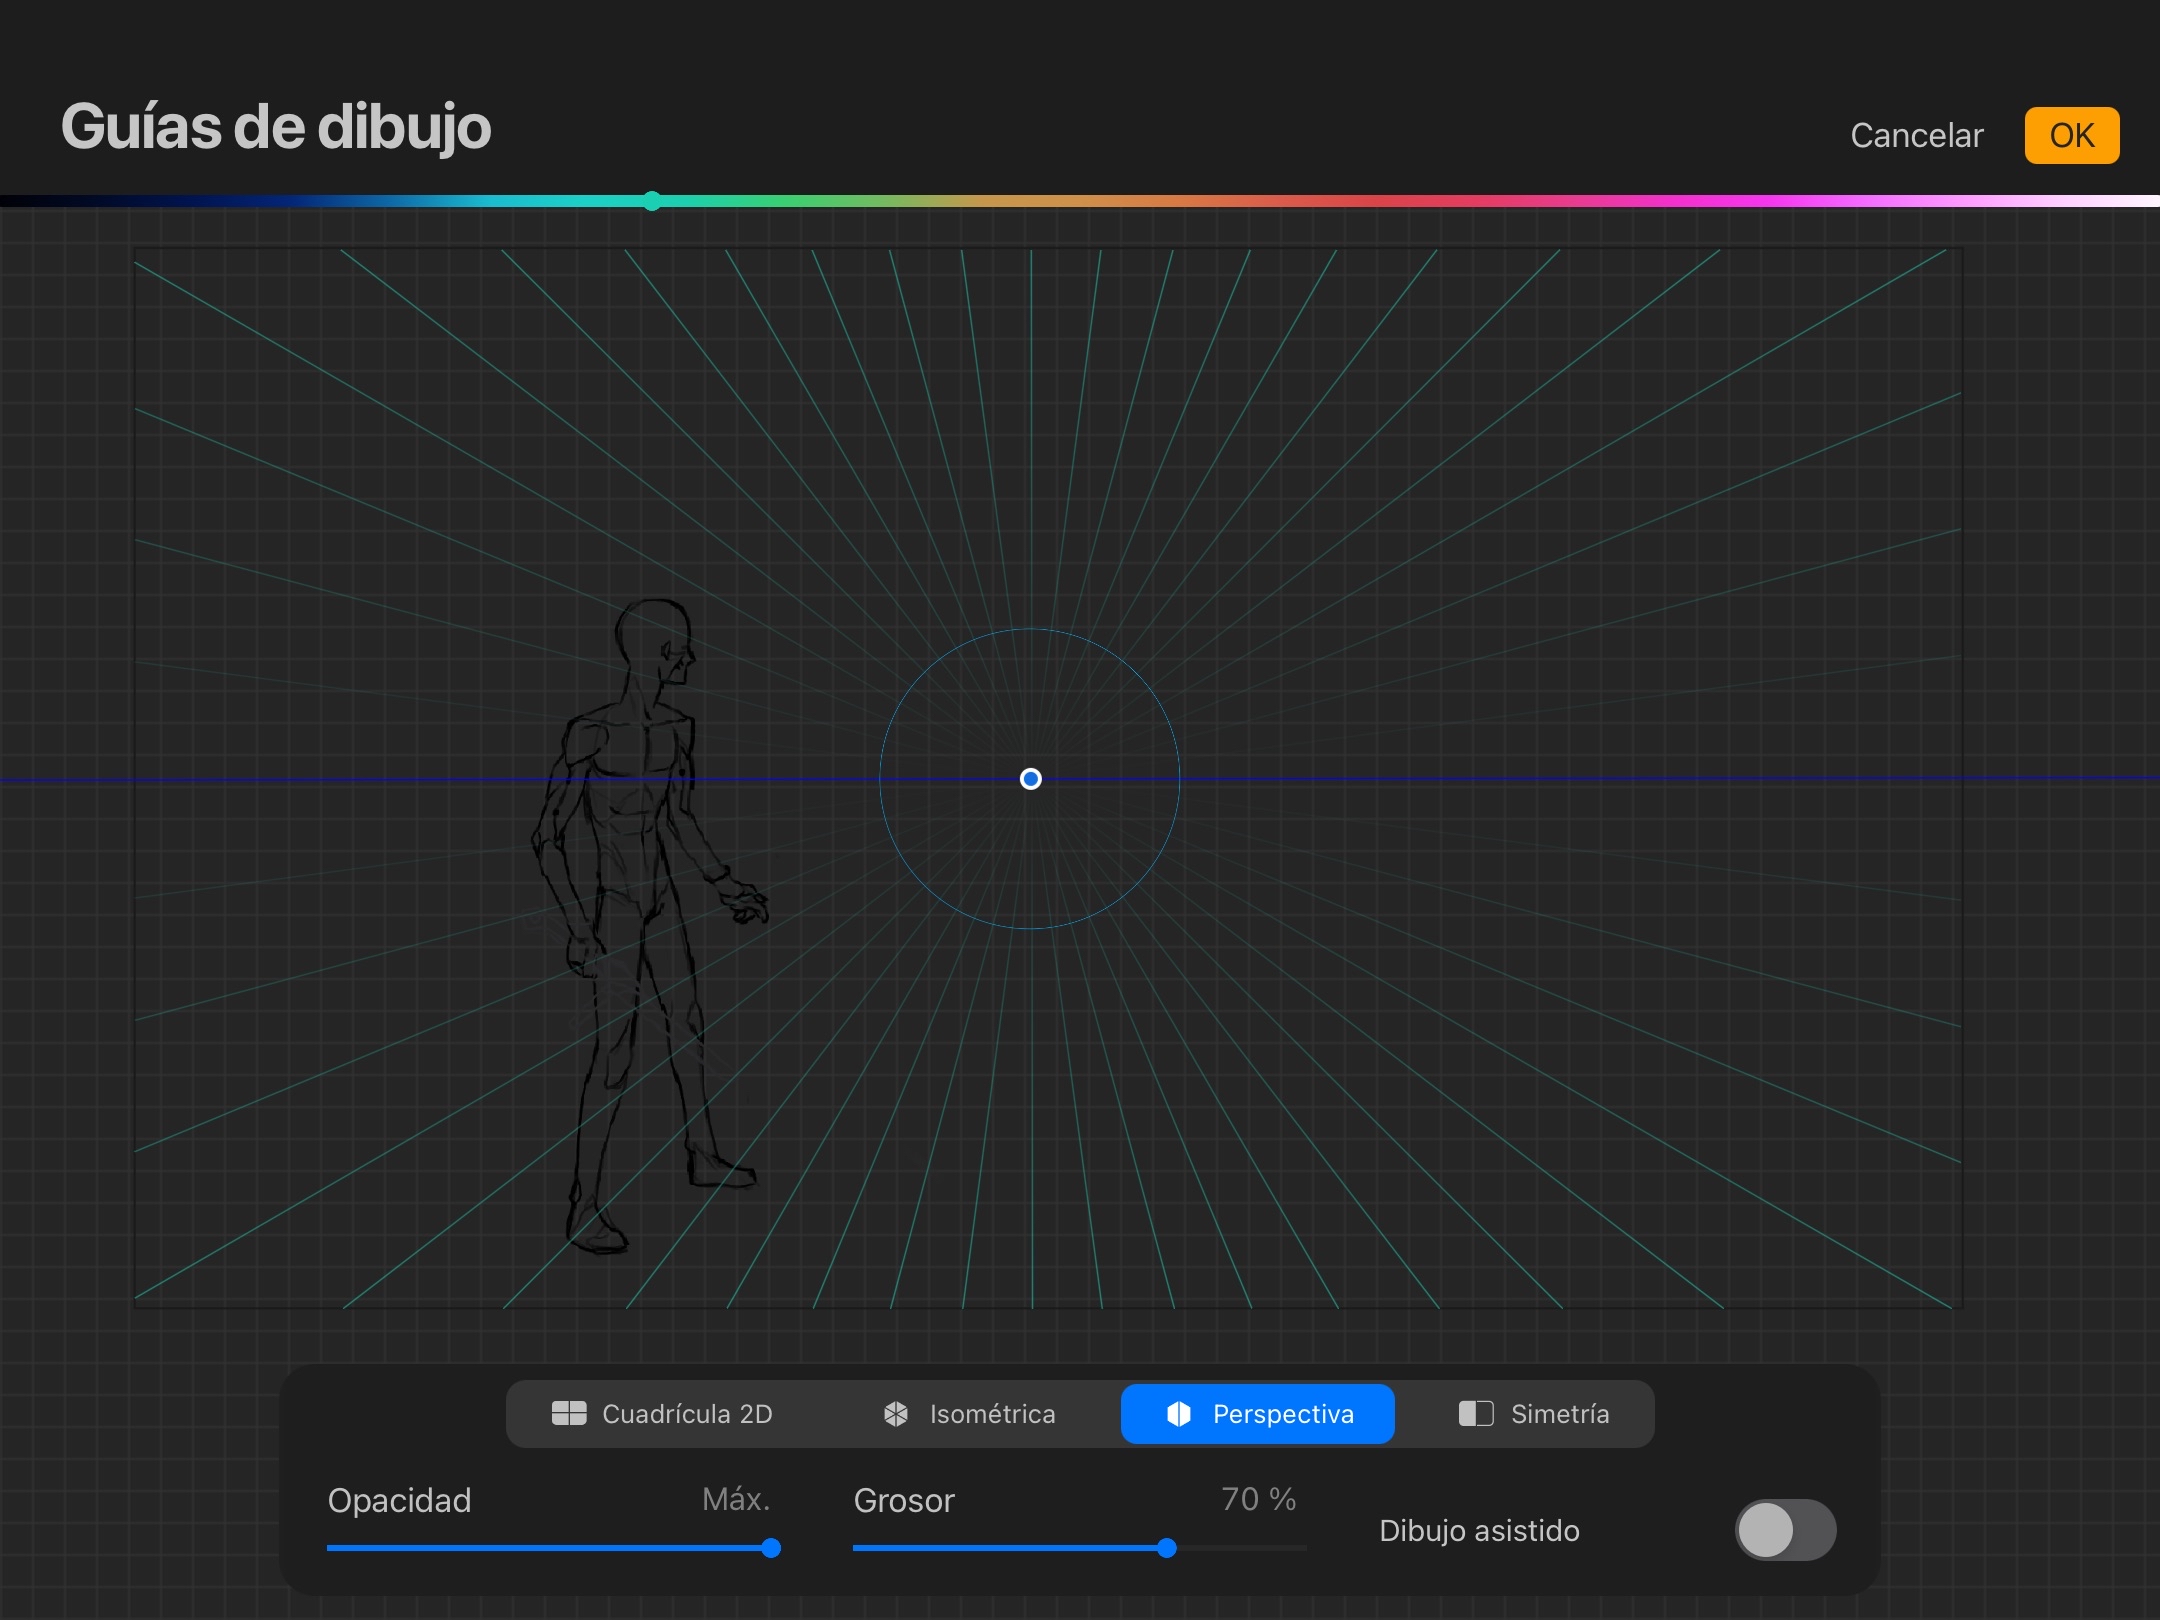 Guías de dibujo
Cancelar
OK
Cuadrícula 2D
Isométrica
Perspectiva
Simetría
Opacidad
Máx.
Grosor
70 %
Dibujo asistido